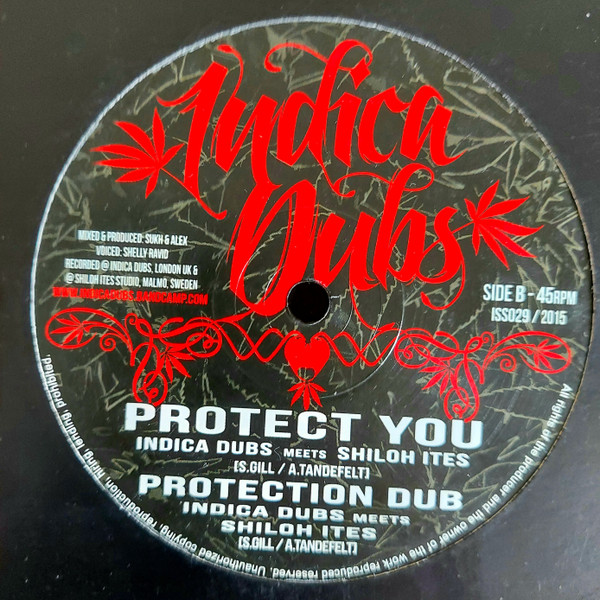 Indica
Dubs
MIXED & PRODUCED: SUKH & ALEX
VOICED: SHELLY RAVID
RECORDED @ INDICA DUBS, LONDON UK &
@ SHILOH ITES STUDIO, MALMO, SWEDEN
WWW.INDICADUBS.BANDCAMP.COM
SIDE B - 45RPM
ISS029 / 2015
PROTECT YOU
INDICA DUBS MEETS SHILOH ITES
[S.GILL / A.TANDEFELT]
PROTECTION DUB
INDICA DUBS MEETS
SHILOH ITES
[S.GILL / A.TANDEFELT]
All rights of the producer and the owner of the work reproduced reserved. Unauthorized copying, reproduction, hiring, lending, prohibited.